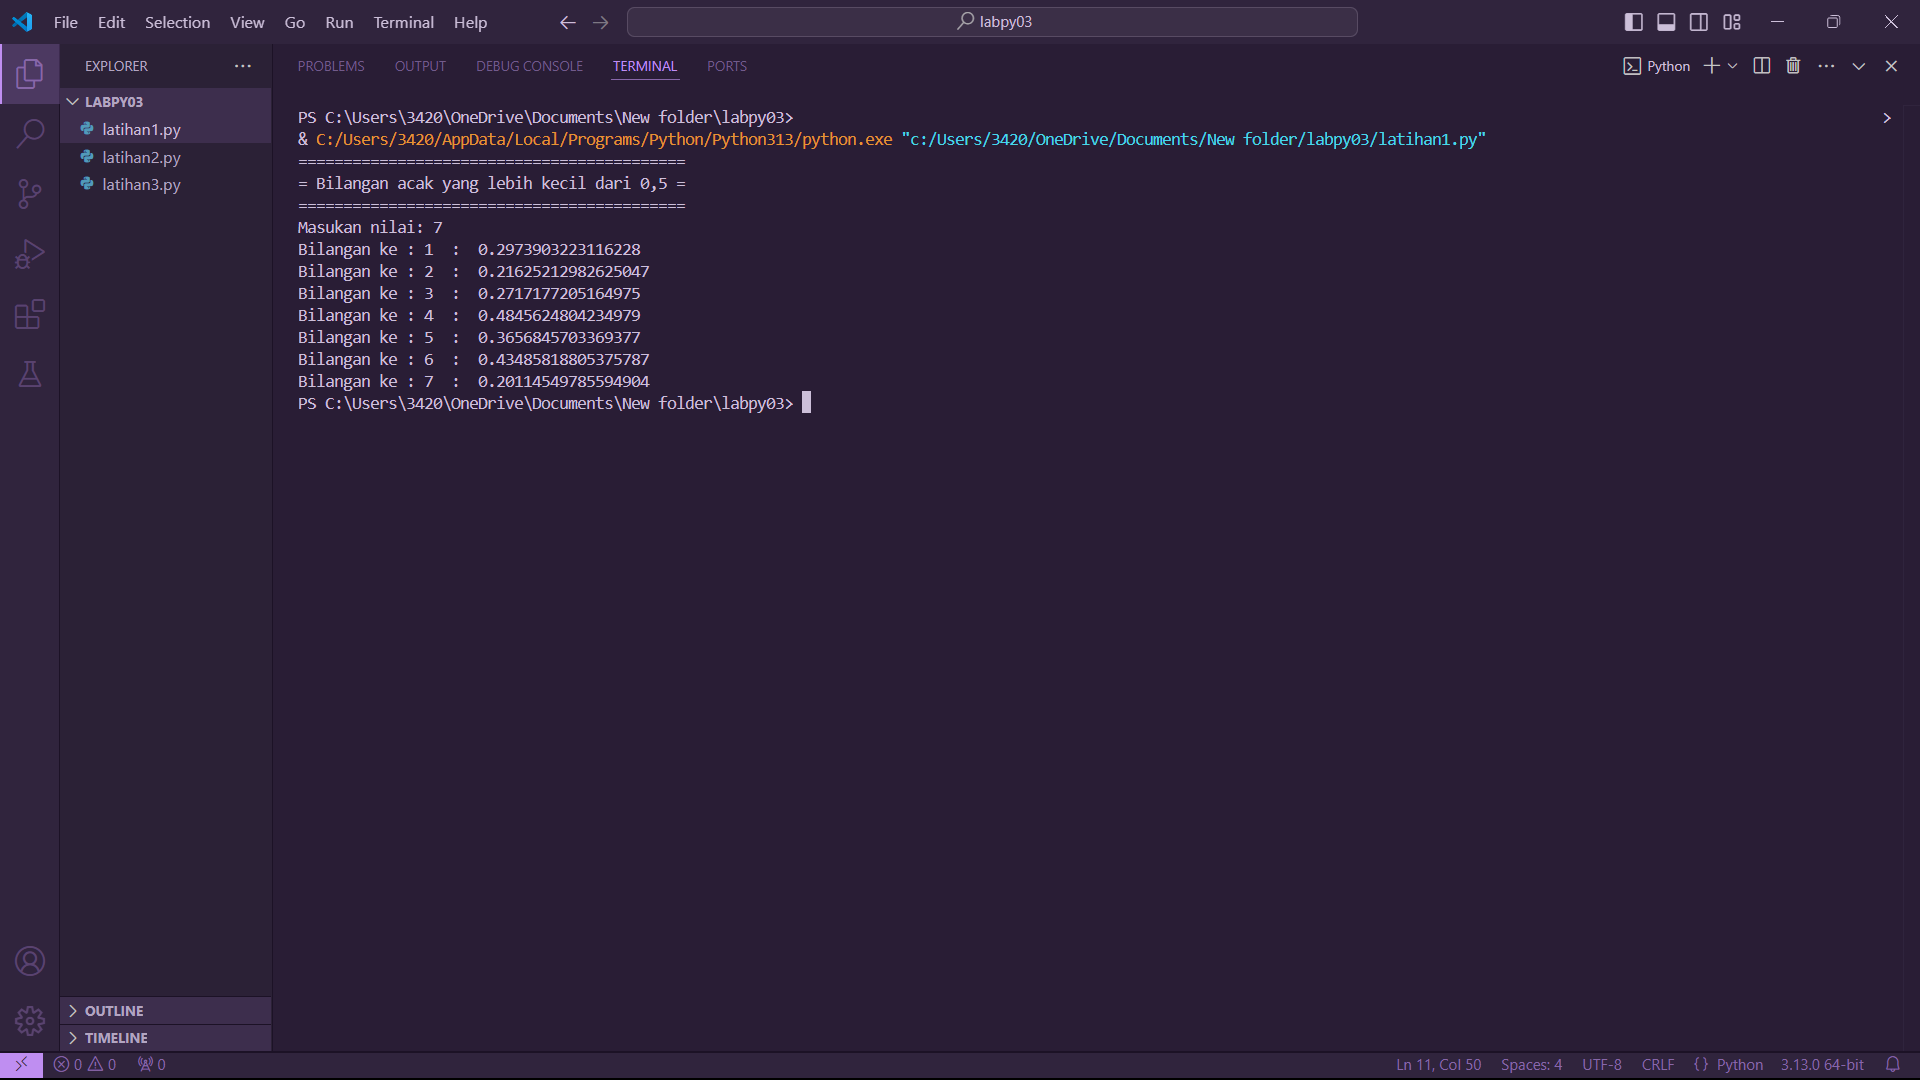 File Edit Selection View Go Run Terminal Help
labpy03
EXPLORER
LABPY03
latihan1.py
latihan2.py
latihan3.py
OUTLINE
TIMELINE
PROBLEMS OUTPUT DEBUG CONSOLE TERMINAL PORTS
Python
PS C:\Users\3420\OneDrive\Documents\New folder\labpy03>
& C:/Users/3420/AppData/Local/Programs/Python/Python313/python.exe "c:/Users/3420/OneDrive/Documents/New folder/labpy03/latihan1.py"
===========================================
= Bilangan acak yang lebih kecil dari 0,5 =
===========================================
Masukan nilai: 7
Bilangan ke : 1  :  0.2973903223116228
Bilangan ke : 2  :  0.21625212982625047
Bilangan ke : 3  :  0.2717177205164975
Bilangan ke : 4  :  0.4845624804234979
Bilangan ke : 5  :  0.3656845703369377
Bilangan ke : 6  :  0.43485818805375787
Bilangan ke : 7  :  0.20114549785594904
PS C:\Users\3420\OneDrive\Documents\New folder\labpy03>
0 0 0
Ln 11, Col 50 Spaces: 4 UTF-8 CRLF {} Python 3.13.0 64-bit